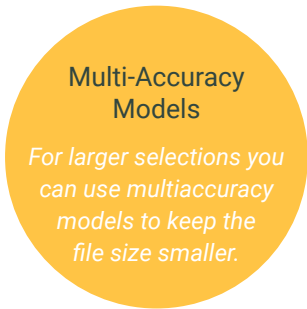 Multi-Accuracy
Models
For larger selections you
can use multiaccuracy
models to keep the
file size smaller.